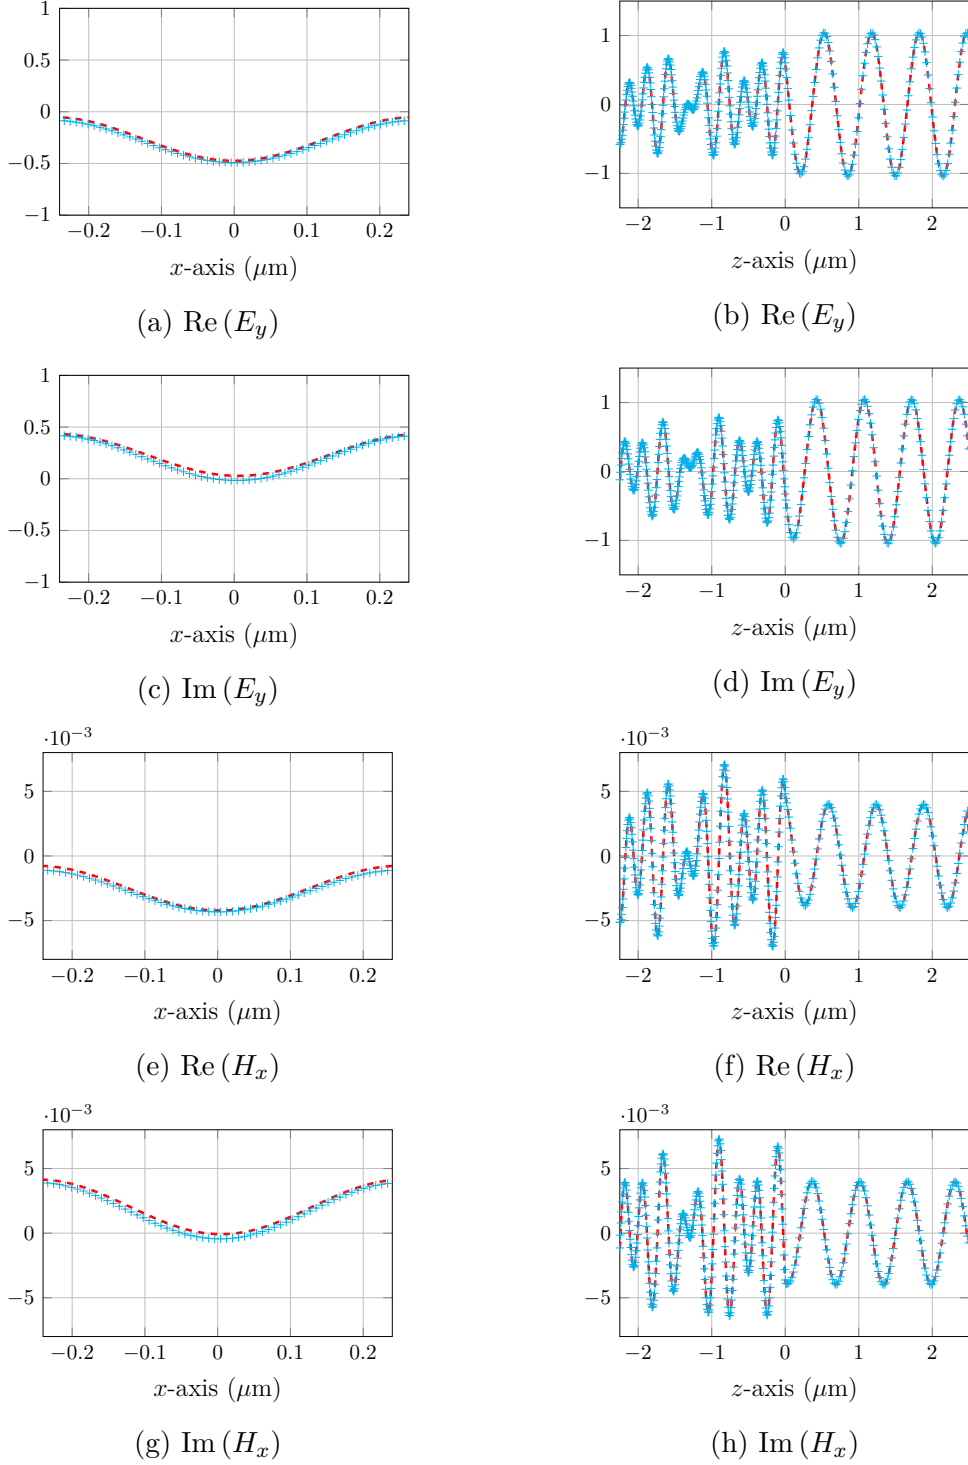 1
0.5
0
−0.5
−1
−0.2 −0.1 0 0.1 0.2
x-axis (μm)
(a) Re (E_y)
1
0
−1
−2 −1 0 1 2
z-axis (μm)
(b) Re (E_y)
1
0.5
0
−0.5
−1
−0.2 −0.1 0 0.1 0.2
x-axis (μm)
(c) Im (E_y)
1
0
−1
−2 −1 0 1 2
z-axis (μm)
(d) Im (E_y)
·10⁻³
5
0
−5
−0.2 −0.1 0 0.1 0.2
x-axis (μm)
(e) Re (H_x)
·10⁻³
5
0
−5
−2 −1 0 1 2
z-axis (μm)
(f) Re (H_x)
·10⁻³
5
0
−5
−0.2 −0.1 0 0.1 0.2
x-axis (μm)
(g) Im (H_x)
·10⁻³
5
0
−5
−2 −1 0 1 2
z-axis (μm)
(h) Im (H_x)